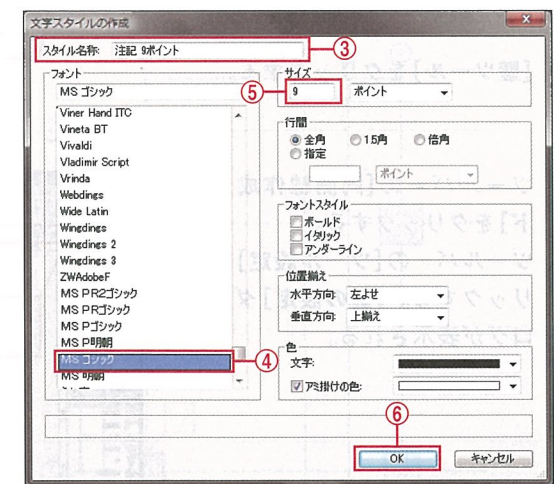 文字スタイルの作成
スタイル名称: 注記 9ポイント
③
フォント
MS ゴシック
Viner Hand ITC
Vineta BT
Vivaldi
Vladimir Script
Vrinda
Webdings
Wide Latin
Wingdings
Wingdings 2
Wingdings 3
ZWAdobeF
MS PR2ゴシック
MS PRゴシック
MS Pゴシック
MS P明朝
MS ゴシック
④
MS 明朝
サイズ
⑤
9 ポイント
行間
全角 1.5角 倍角
指定
ポイント
フォントスタイル
ボールド
イタリック
アンダーライン
位置揃え
水平方向: 左よせ
垂直方向: 上揃え
色
文字:
アミ掛けの色:
⑥
OK キャンセル